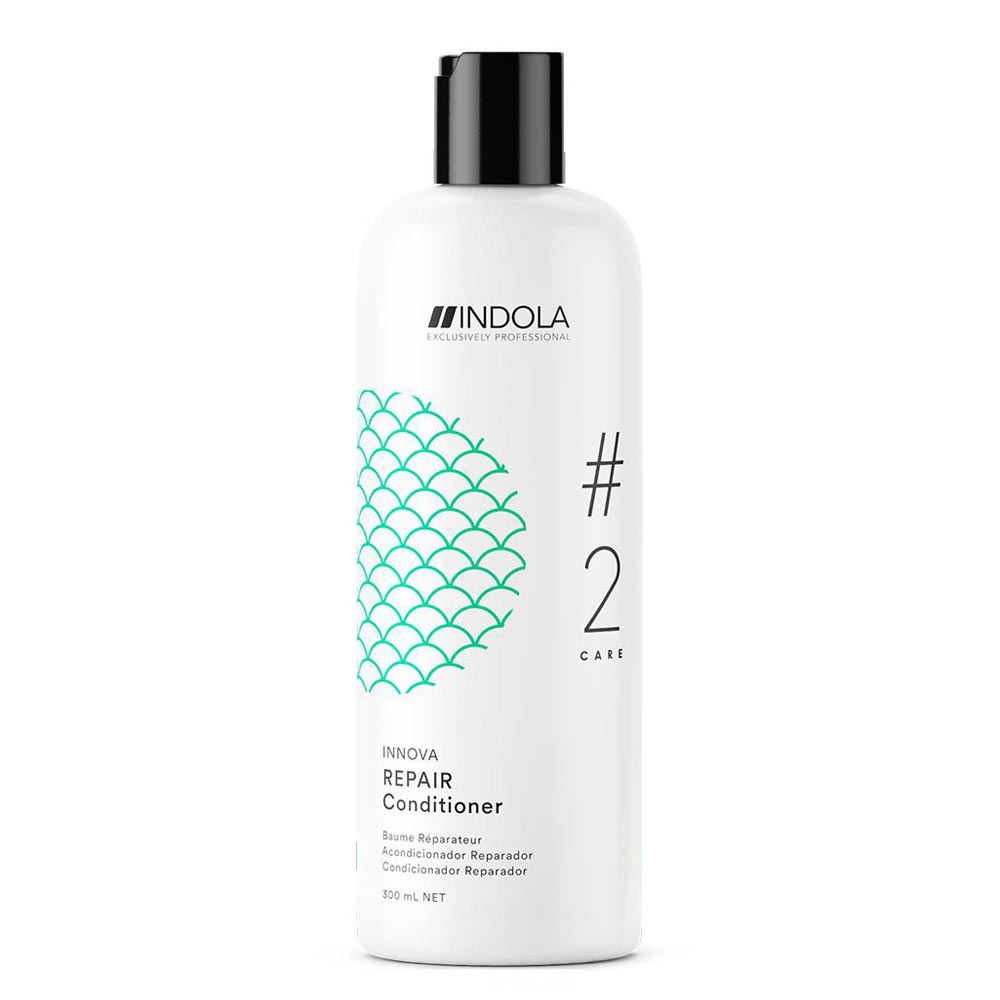 INDOLA
EXCLUSIVELY PROFESSIONAL
#
2
CARE
INNOVA
REPAIR
Conditioner
Baume Réparateur
Acondicionador Reparador
Condicionador Reparador
300 mL NET